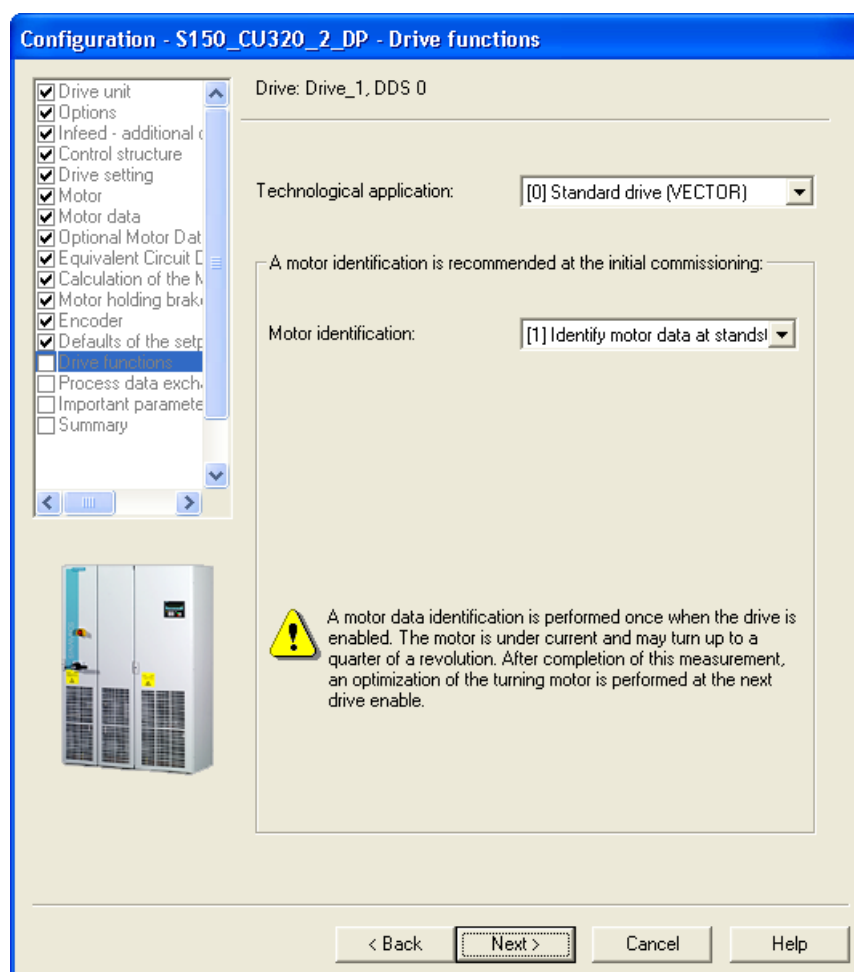 Configuration - S150_CU320_2_DP - Drive functions
Drive unit
Options
Infeed - additional
Control structure
Drive setting
Motor
Motor data
Optional Motor Dat
Equivalent Circuit
Calculation of the
Motor holding brak
Encoder
Defaults of the setp
Drive functions
Process data exch
Important paramete
Summary
Drive: Drive_1, DDS 0
Technological application:
[0] Standard drive (VECTOR)
A motor identification is recommended at the initial commissioning:
Motor identification:
[1] Identify motor data at standst
A motor data identification is performed once when the drive is
enabled. The motor is under current and may turn up to a
quarter of a revolution. After completion of this measurement,
an optimization of the turning motor is performed at the next
drive enable.
< Back
Next >
Cancel
Help